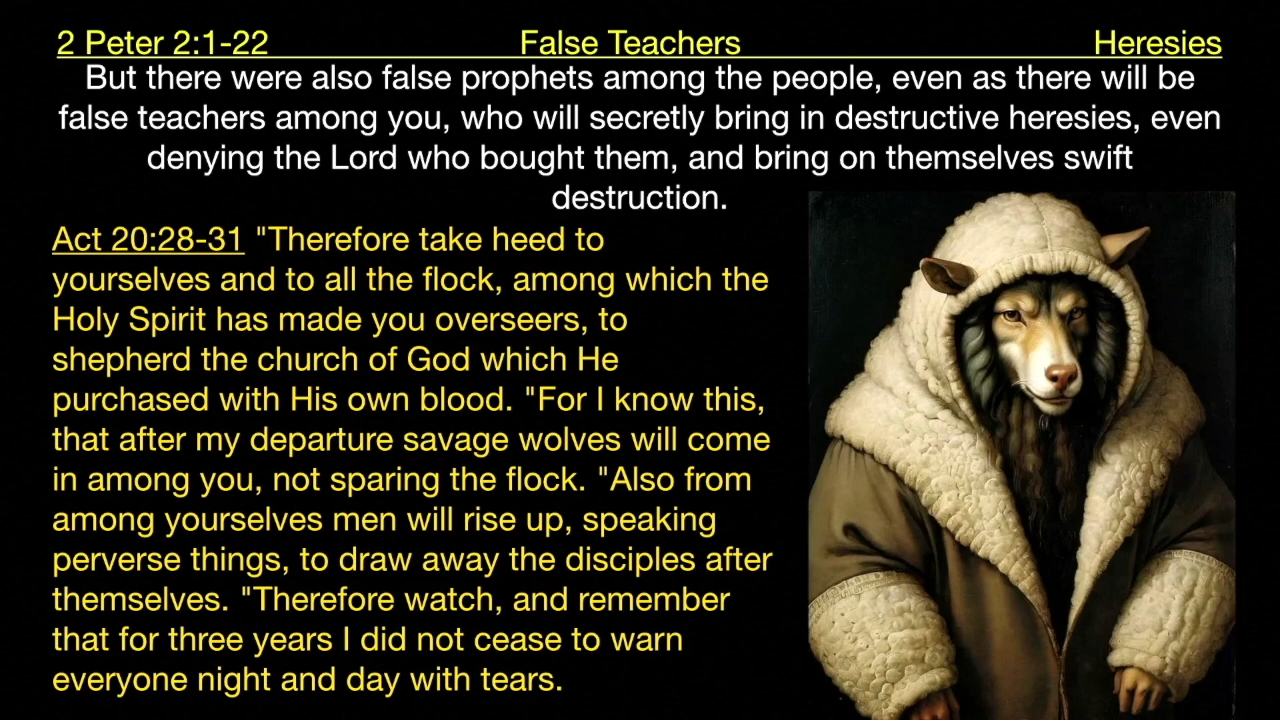 2 Peter 2:1-22 False Teachers Heresies
But there were also false prophets among the people, even as there will be
false teachers among you, who will secretly bring in destructive heresies, even
denying the Lord who bought them, and bring on themselves swift
destruction.
Act 20:28-31 "Therefore take heed to
yourselves and to all the flock, among which the
Holy Spirit has made you overseers, to
shepherd the church of God which He
purchased with His own blood. "For I know this,
that after my departure savage wolves will come
in among you, not sparing the flock. "Also from
among yourselves men will rise up, speaking
perverse things, to draw away the disciples after
themselves. "Therefore watch, and remember
that for three years I did not cease to warn
everyone night and day with tears.